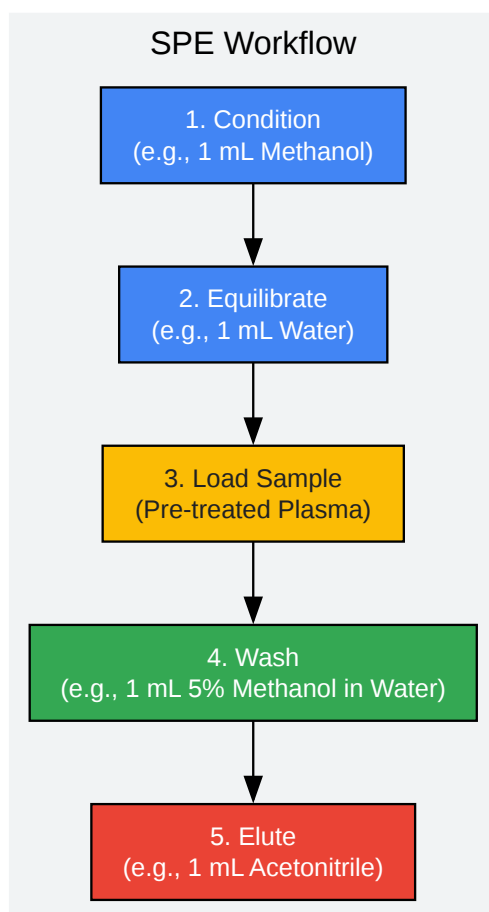 SPE Workflow
1. Condition
(e.g., 1 mL Methanol)
2. Equilibrate
(e.g., 1 mL Water)
3. Load Sample
(Pre-treated Plasma)
4. Wash
(e.g., 1 mL 5% Methanol in Water)
5. Elute
(e.g., 1 mL Acetonitrile)